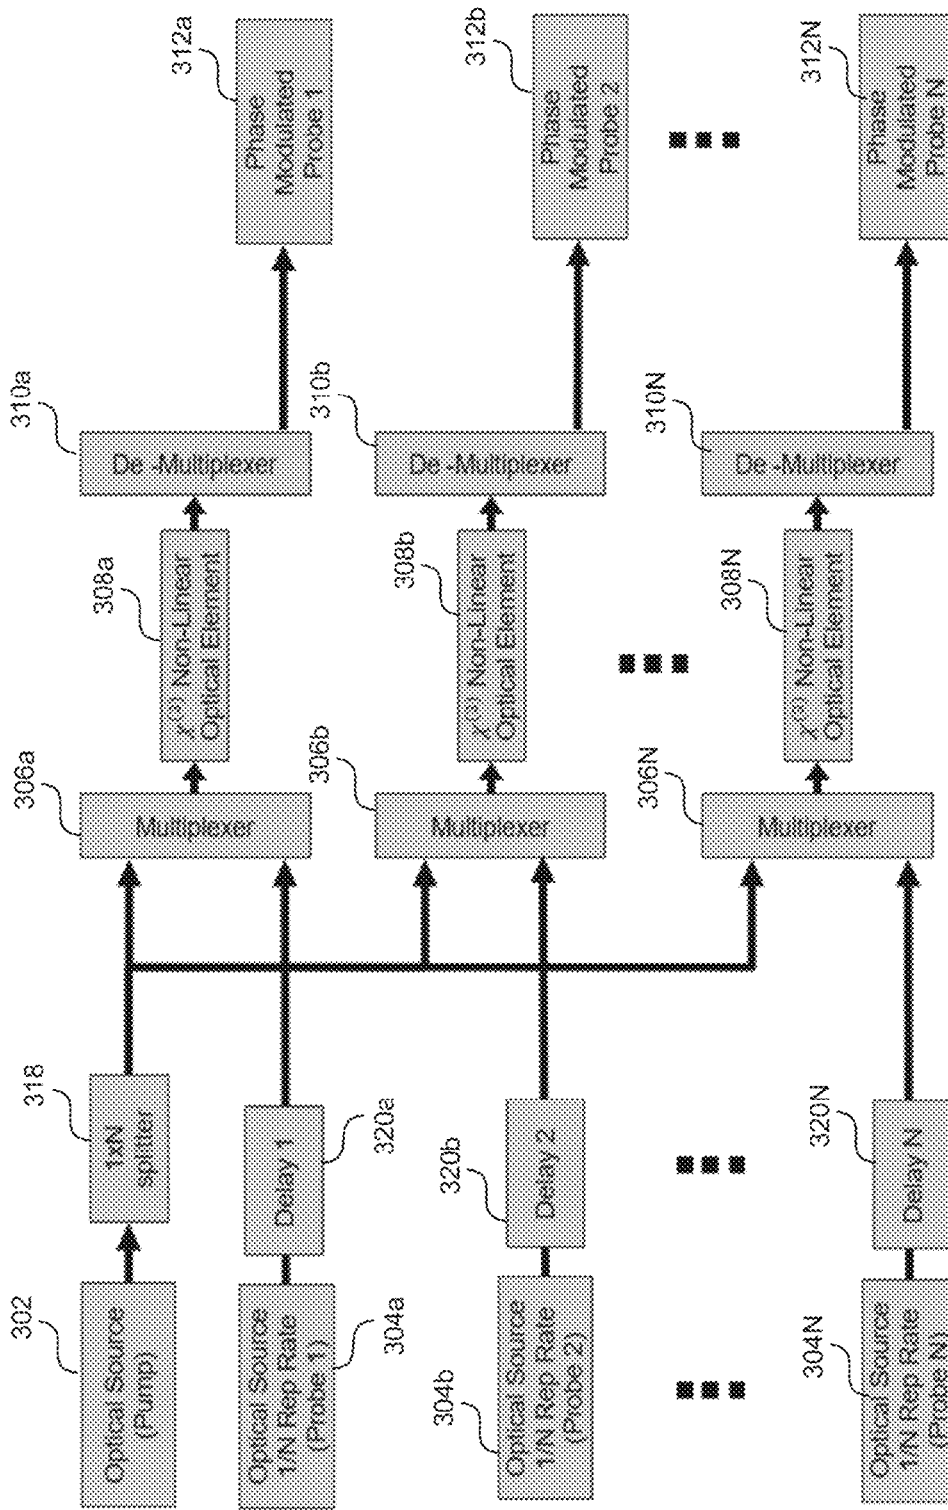 302
Optical Source
(Pump)
318
1xN
splitter
Optical Source
1/N Rep Rate
(Probe 1)
304a
Delay 1
320a
306a
Multiplexer
308a
χ(3) Non-Linear
Optical Element
310a
De -Multiplexer
312a
Phase
Modulated
Probe 1
304b
Optical Source
1/N Rep Rate
(Probe 2)
320b
Delay 2
306b
Multiplexer
308b
χ(3) Non-Linear
Optical Element
310b
De -Multiplexer
312b
Phase
Modulated
Probe 2
304N
Optical Source
1/N Rep Rate
(Probe N)
320N
Delay N
306N
Multiplexer
308N
χ(3) Non-Linear
Optical Element
310N
De -Multiplexer
312N
Phase
Modulated
Probe N